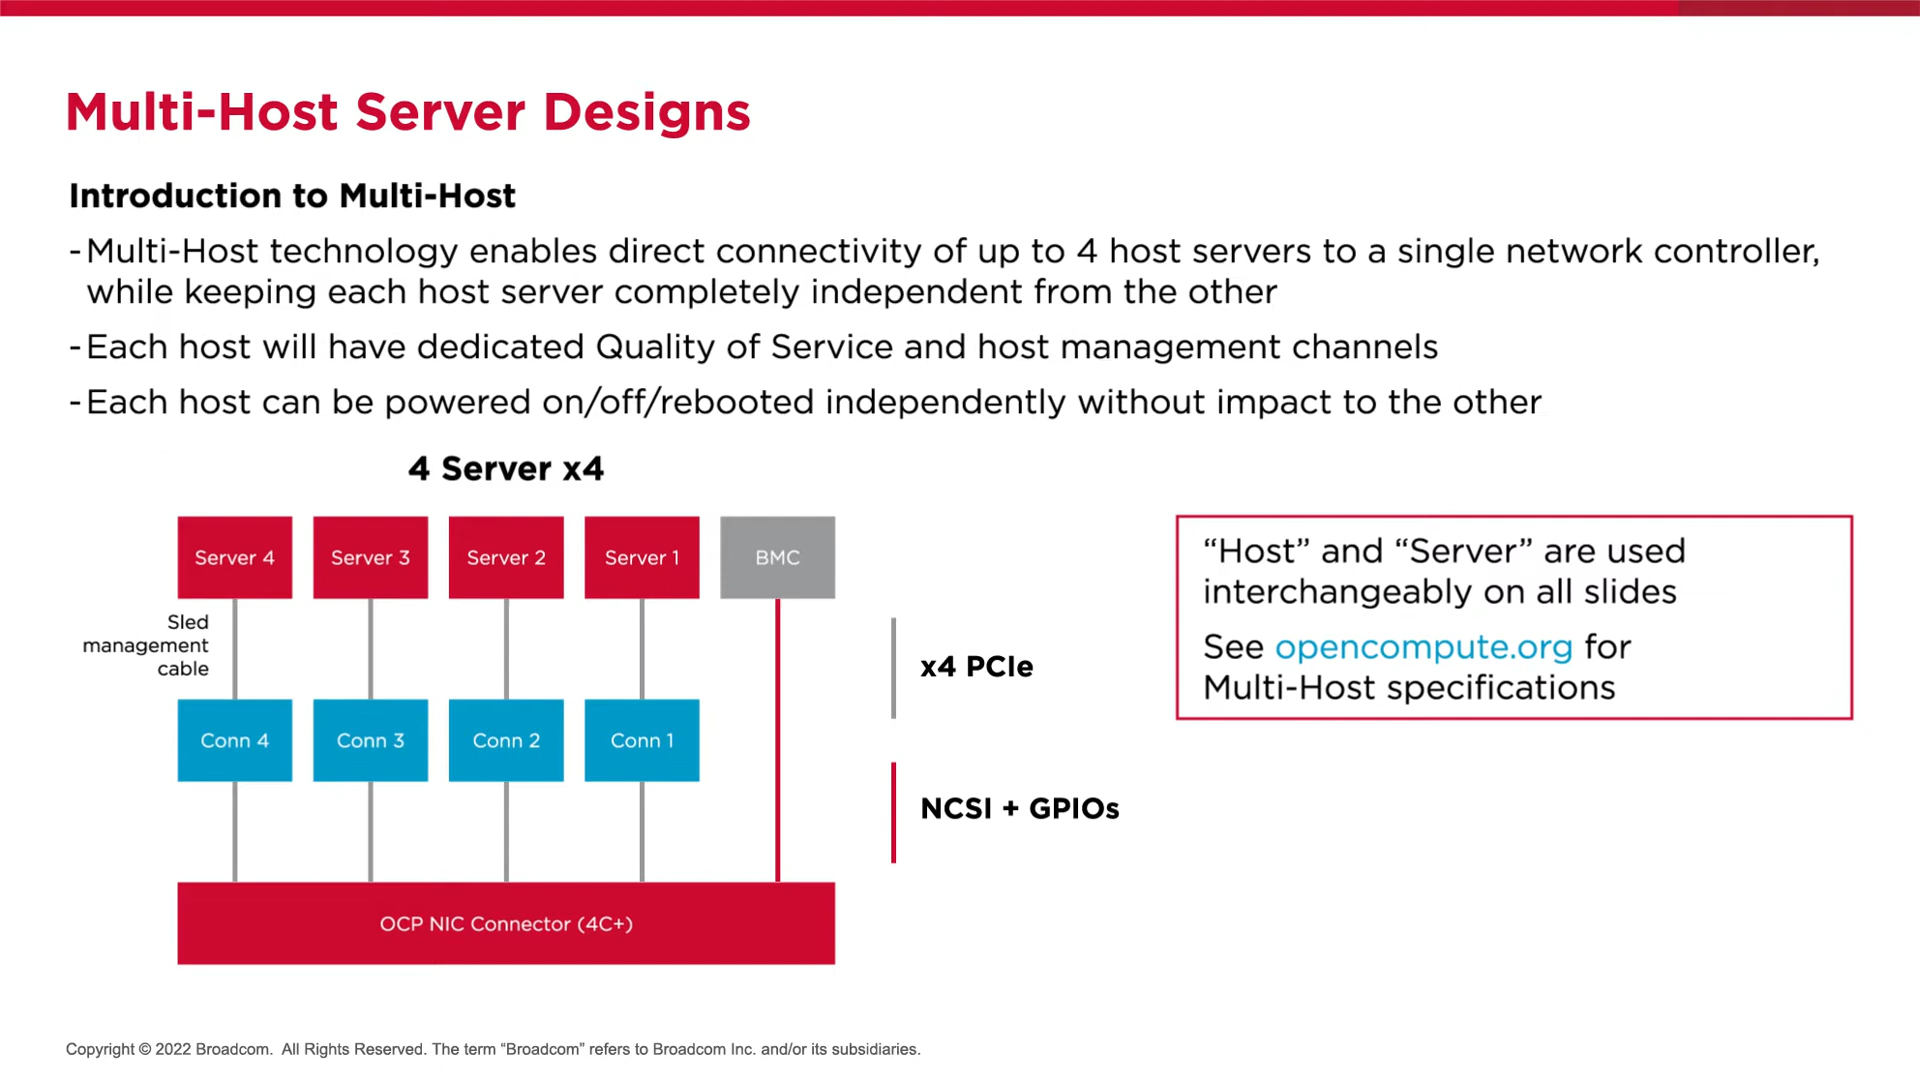 Multi-Host Server Designs
Introduction to Multi-Host
-Multi-Host technology enables direct connectivity of up to 4 host servers to a single network controller,
while keeping each host server completely independent from the other
-Each host will have dedicated Quality of Service and host management channels
-Each host can be powered on/off/rebooted independently without impact to the other
4 Server x4
Server 4
Server 3
Server 2
Server 1
BMC
Sled
management
cable
Conn 4
Conn 3
Conn 2
Conn 1
OCP NIC Connector (4C+)
x4 PCIe
NCSI + GPIOs
“Host” and “Server” are used
interchangeably on all slides
See opencompute.org for
Multi-Host specifications
Copyright © 2022 Broadcom. All Rights Reserved. The term “Broadcom” refers to Broadcom Inc. and/or its subsidiaries.